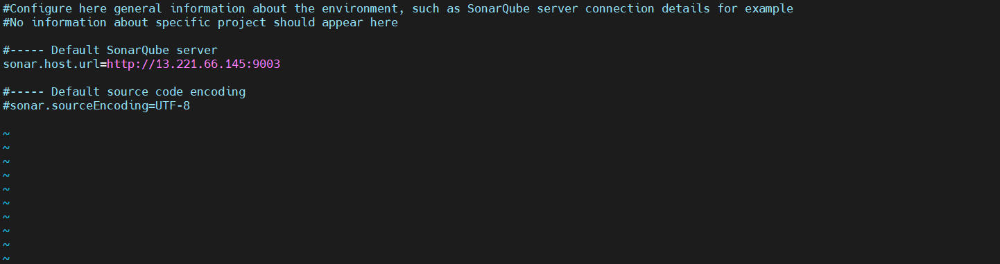 #Configure here general information about the environment, such as SonarQube server connection details for example
#No information about specific project should appear here
#----- Default SonarQube server
sonar.host.url=http://13.221.66.145:9003
#----- Default source code encoding
#sonar.sourceEncoding=UTF-8
~
~
~
~
~
~
~
~
~
~